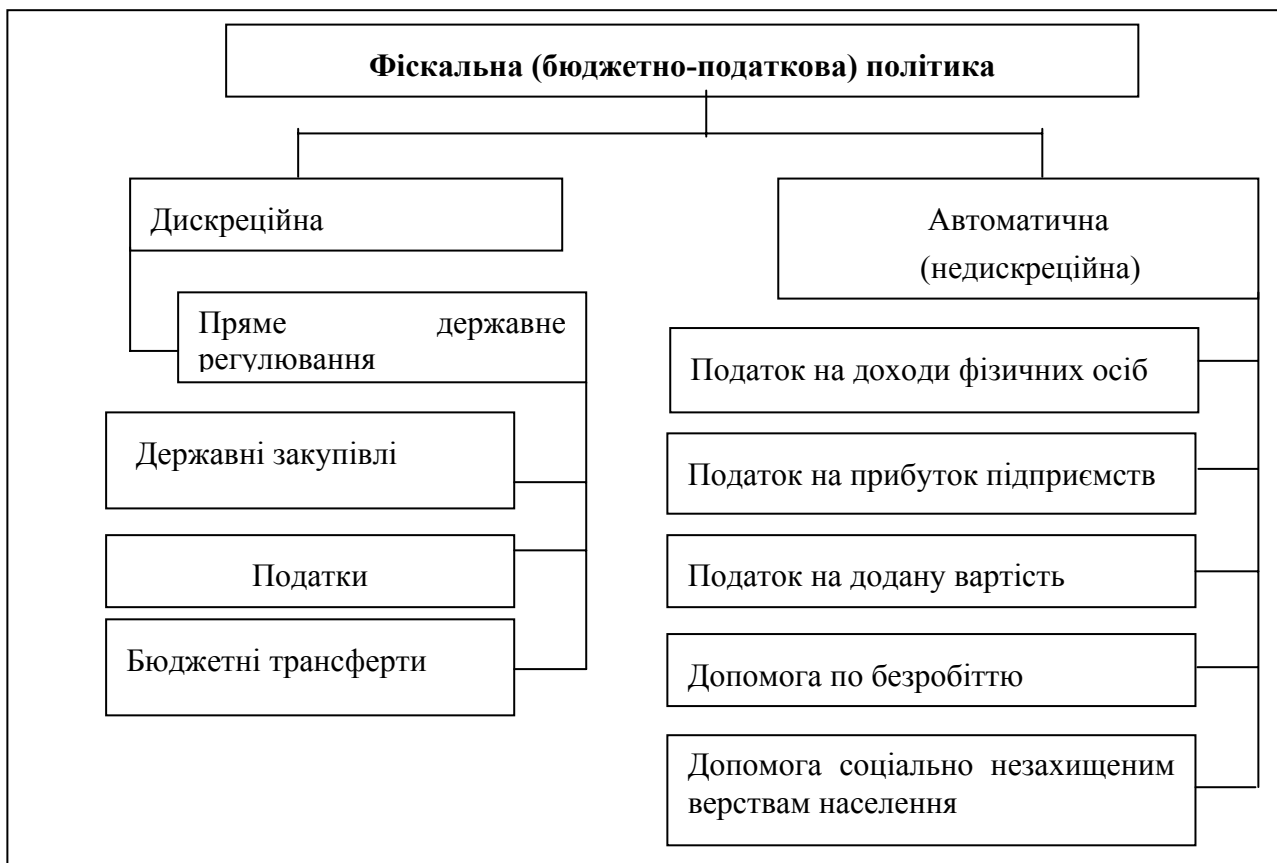 Фіскальна (бюджетно-податкова) політика
Дискреційна
Пряме державне
регулювання
Державні закупівлі
Податки
Бюджетні трансферти
Автоматична
(недискреційна)
Податок на доходи фізичних осіб
Податок на прибуток підприємств
Податок на додану вартість
Допомога по безробіттю
Допомога соціально незахищеним
верствам населення